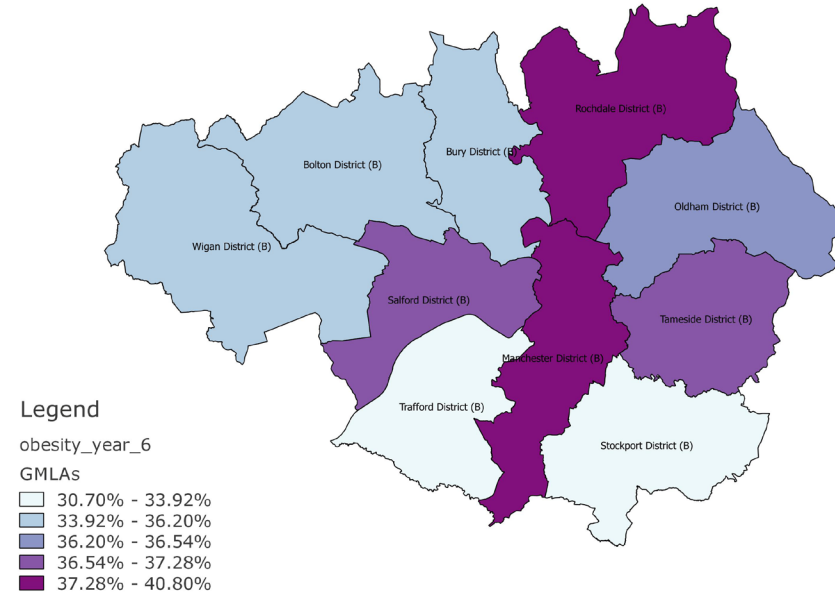 Rochdale District (B)
Bury District (B)
Bolton District (B)
Oldham District (B)
Wigan District (B)
Salford District (B)
Tameside District (B)
Manchester District (B)
Trafford District (B)
Stockport District (B)
Legend
obesity_year_6
GMLAs
30.70% - 33.92%
33.92% - 36.20%
36.20% - 36.54%
36.54% - 37.28%
37.28% - 40.80%